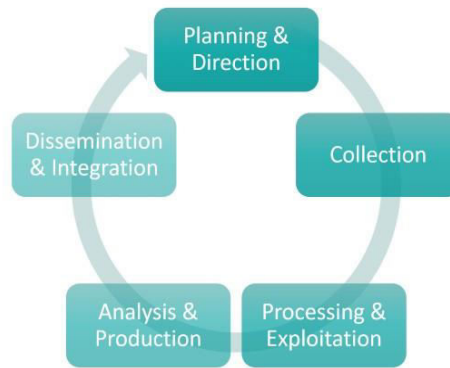 Planning &
Direction
Collection
Processing &
Exploitation
Analysis &
Production
Dissemination
& Integration